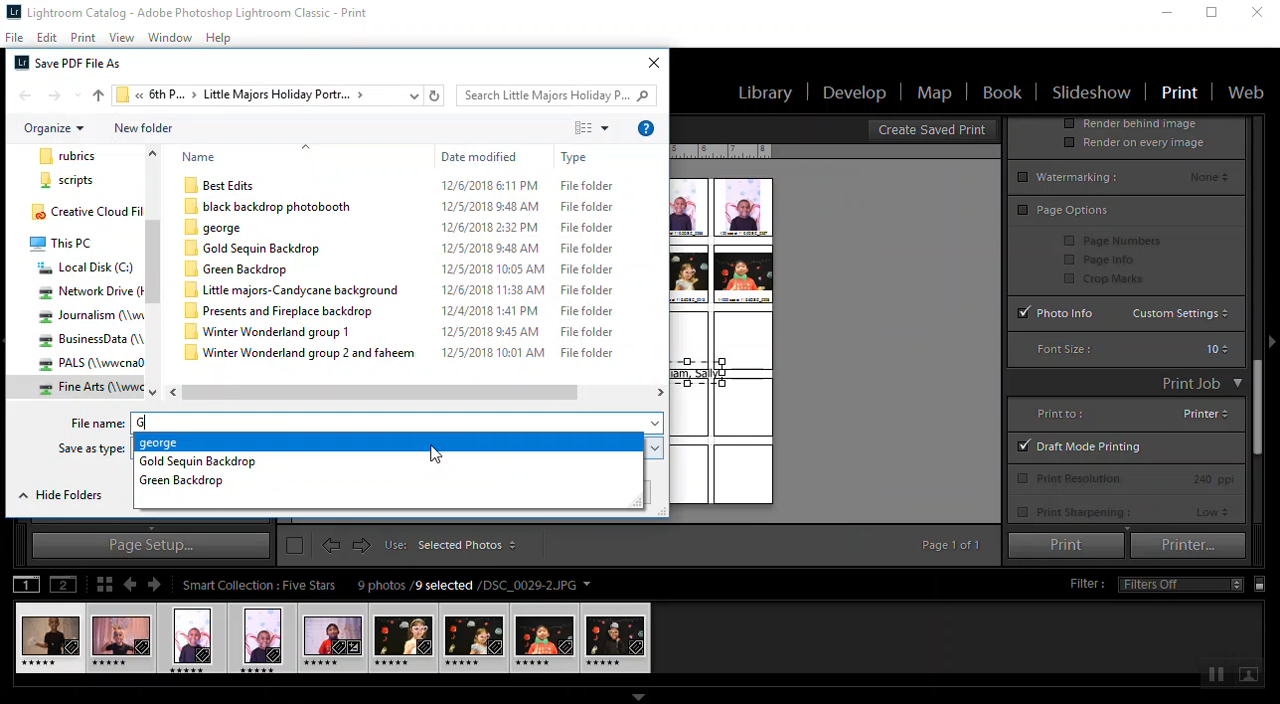 Lr Lightroom Catalog - Adobe Photoshop Lightroom Classic - Print
File Edit Print View Window Help
Lr Save PDF File As
« 6th P... > Little Majors Holiday Portr... >
Search Little Majors Holiday P...
Organize New folder
Name Date modified Type
rubrics
scripts
Creative Cloud Fil
This PC
Local Disk (C:)
Network Drive (H
Journalism (\\wv
BusinessData (\\
PALS (\\wwcna0
Fine Arts (\\wwc
Best Edits 12/6/2018 6:11 PM File folder
black backdrop photobooth 12/5/2018 9:48 AM File folder
george 12/6/2018 2:32 PM File folder
Gold Sequin Backdrop 12/5/2018 9:48 AM File folder
Green Backdrop 12/5/2018 10:05 AM File folder
Little majors-Candycane background 12/6/2018 11:38 AM File folder
Presents and Fireplace backdrop 12/4/2018 1:41 PM File folder
Winter Wonderland group 1 12/5/2018 9:45 AM File folder
Winter Wonderland group 2 and faheem 12/5/2018 10:01 AM File folder
File name: G
Save as type:
george
Gold Sequin Backdrop
Green Backdrop
Hide Folders
Library Develop Map Book Slideshow Print Web
Create Saved Print
5 6 7 8
iam, Sally
Render behind image
Render on every image
Watermarking : None
Page Options
Page Numbers
Page Info
Crop Marks
Photo Info Custom Settings
Font Size : 10
Print Job
Print to : Printer
Draft Mode Printing
Print Resolution 240 ppi
Print Sharpening : Low
Page Setup...
Use: Selected Photos
Page 1 of 1
Print Printer...
1 2 Smart Collection : Five Stars 9 photos / 9 selected / DSC_0029-2.JPG
Filter : Filters Off